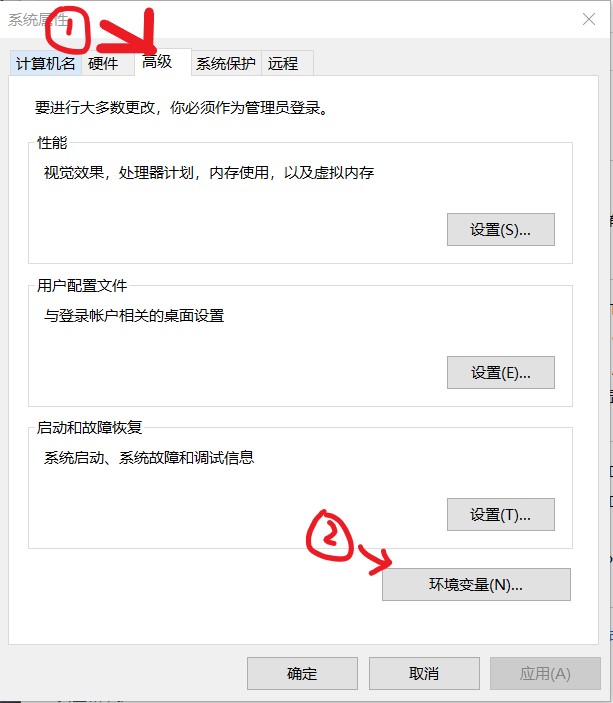 系统属性
①
计算机名 硬件 高级 系统保护 远程
要进行大多数更改，你必须作为管理员登录。
性能
视觉效果，处理器计划，内存使用，以及虚拟内存
设置(S)...
用户配置文件
与登录帐户相关的桌面设置
设置(E)...
启动和故障恢复
系统启动、系统故障和调试信息
设置(T)...
②
环境变量(N)...
确定 取消 应用(A)